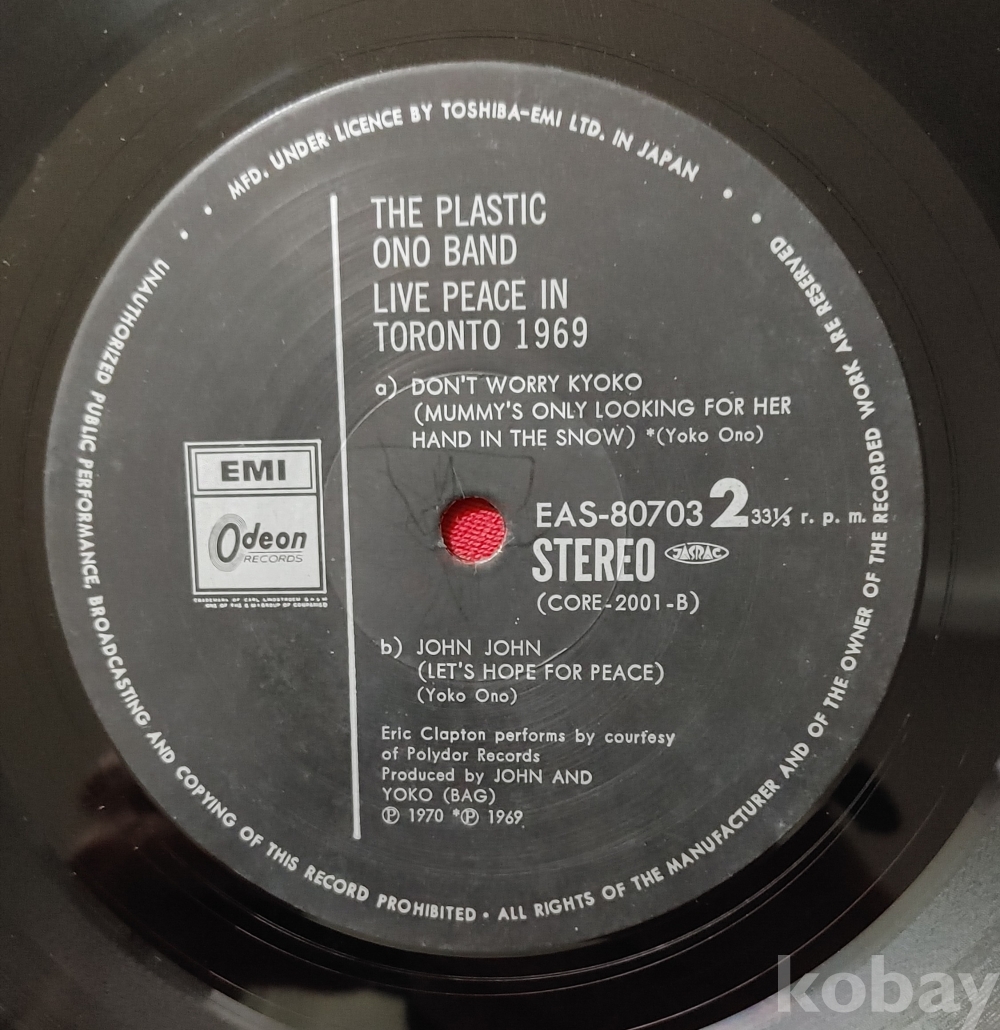 MFD. UNDER LICENCE BY TOSHIBA-EMI LTD. IN JAPAN
THE PLASTIC
ONO BAND
LIVE PEACE IN
TORONTO 1969
a) DON'T WORRY KYOKO
(MUMMY'S ONLY LOOKING FOR HER
HAND IN THE SNOW) *(Yoko Ono)
EMI
Odeon
RECORDS
EAS-80703 2 33⅓ r. p. m.
STEREO JASRAC
(CORE-2001-B)
b) JOHN JOHN
(LET'S HOPE FOR PEACE)
(Yoko Ono)
Eric Clapton performs by courfesy
of Polydor Records
Produced by JOHN AND
YOKO (BAG)
℗ 1970 *℗ 1969
UNAUTHORIZED PUBLIC PERFORMANCE, BROADCASTING AND COPYING OF THIS RECORD PROHIBITED • ALL RIGHTS OF THE MANUFACTURER AND OF THE OWNER OF THE RECORDED WORK ARE RESERVED
kobay